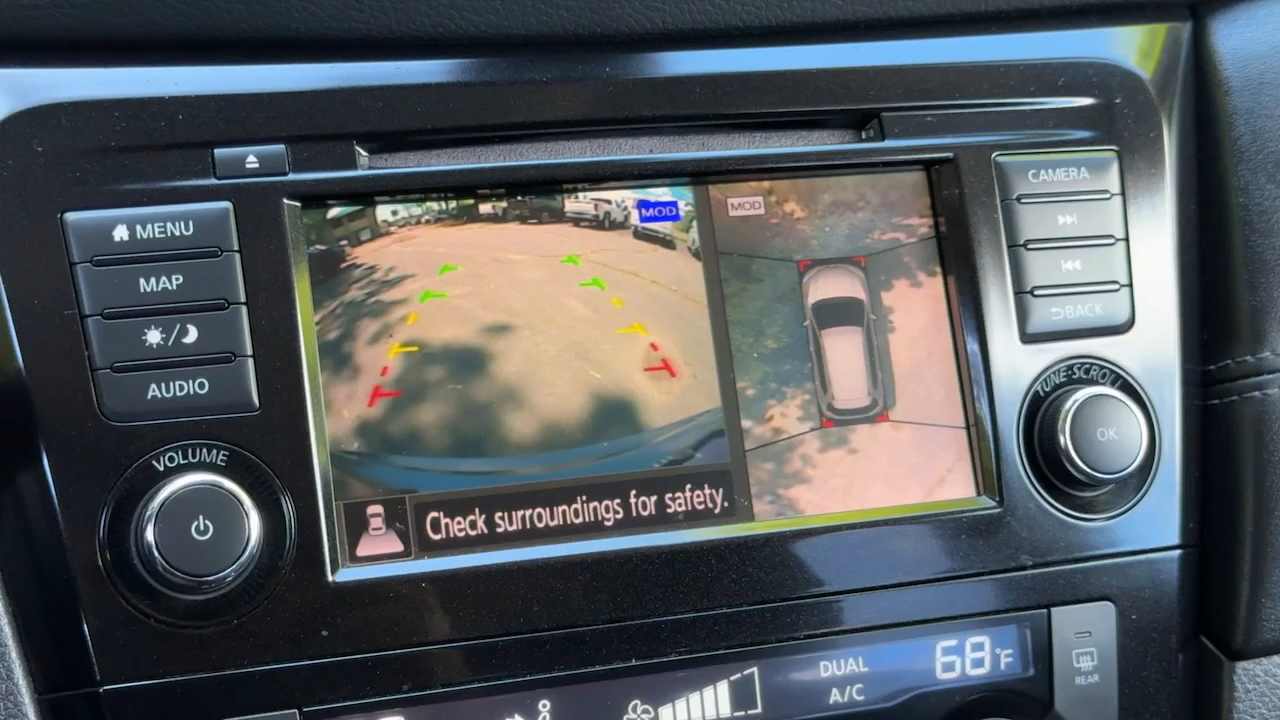 MENU
MAP
AUDIO
VOLUME
MOD
MOD
Check surroundings for safety.
CAMERA
BACK
TUNE·SCROLL
OK
DUAL
A/C
68°F
REAR